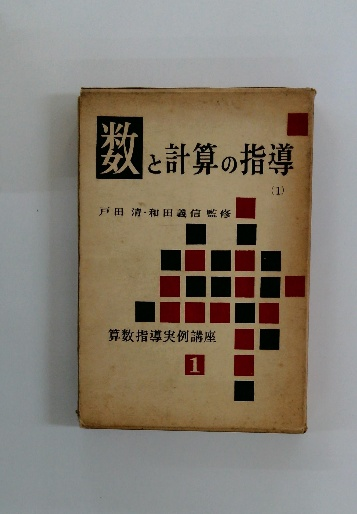 数と計算の指導
(1)
戸田 清・和田義信 監修
算数指導実例講座
1